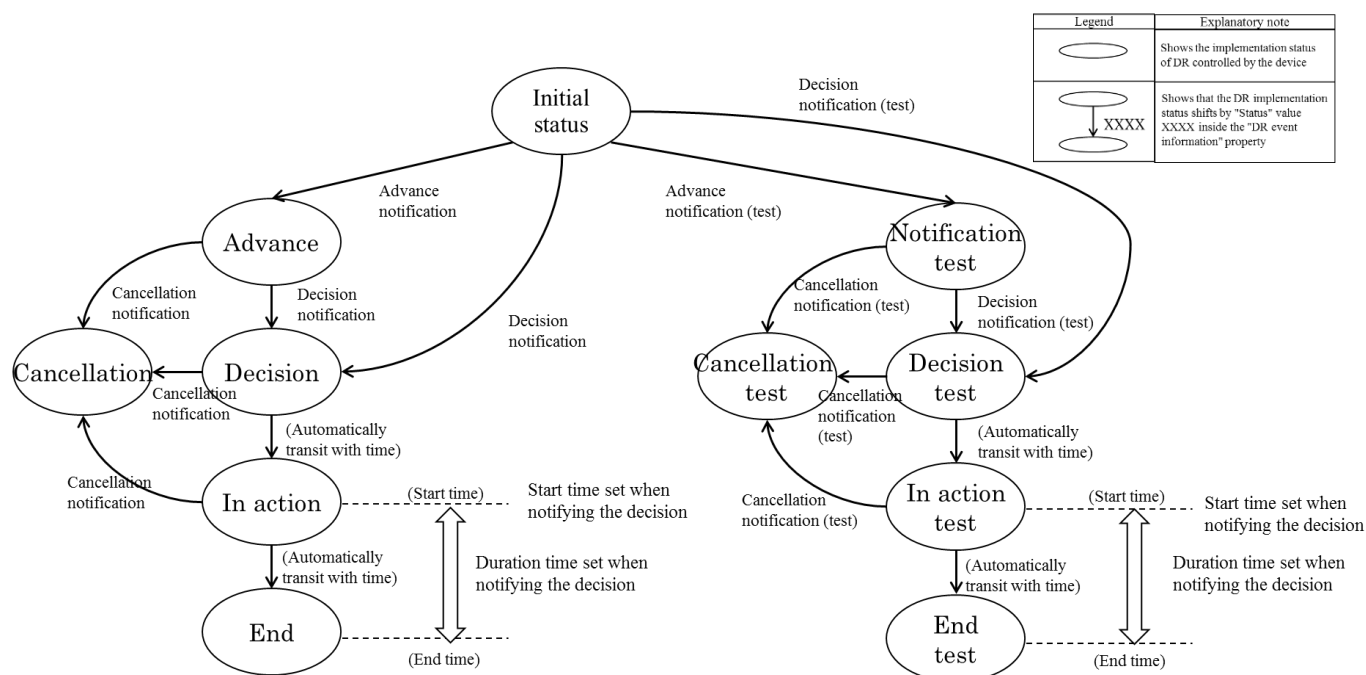 Legend
Explanatory note
Shows the implementation status
of DR controlled by the device
XXXX
Shows that the DR implementation
status shifts by "Status" value
XXXX inside the "DR event
information" property
Initial
status
Decision
notification (test)
Advance
notification
Advance
notification (test)
Advance
Notification
test
Cancellation
notification
Decision
notification
Decision
notification
Cancellation
notification (test)
Decision
notification (test)
Cancellation
Decision
Cancellation
test
Decision
test
Cancellation
notification
Cancellation
notification
(test)
(Automatically
transit with time)
(Automatically
transit with time)
Cancellation
notification
In action
(Start time)
Start time set when
notifying the decision
Cancellation
notification (test)
In action
test
(Start time)
Start time set when
notifying the decision
(Automatically
transit with time)
Duration time set when
notifying the decision
(Automatically
transit with time)
Duration time set when
notifying the decision
End
(End time)
End
test
(End time)